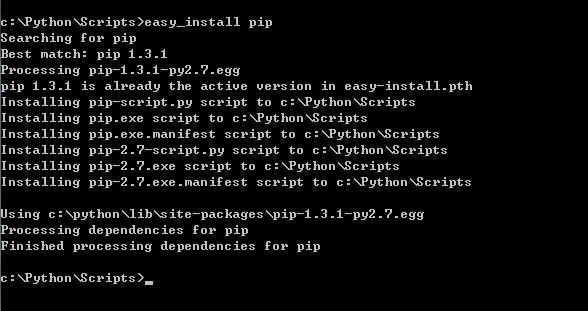 c:\Python\Scripts>easy_install pip
Searching for pip
Best match: pip 1.3.1
Processing pip-1.3.1-py2.7.egg
pip 1.3.1 is already the active version in easy-install.pth
Installing pip-script.py script to c:\Python\Scripts
Installing pip.exe script to c:\Python\Scripts
Installing pip.exe.manifest script to c:\Python\Scripts
Installing pip-2.7-script.py script to c:\Python\Scripts
Installing pip-2.7.exe script to c:\Python\Scripts
Installing pip-2.7.exe.manifest script to c:\Python\Scripts
Using c:\python\lib\site-packages\pip-1.3.1-py2.7.egg
Processing dependencies for pip
Finished processing dependencies for pip
c:\Python\Scripts>_